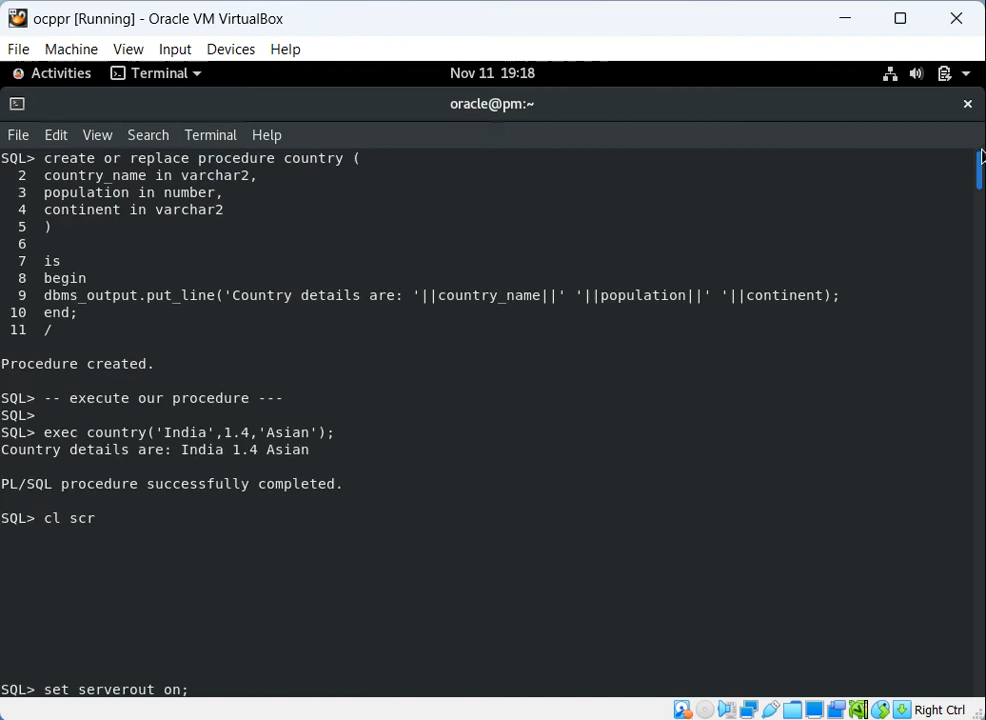 ocppr [Running] - Oracle VM VirtualBox
File Machine View Input Devices Help
Activities Terminal Nov 11 19:18
oracle@pm:~
File Edit View Search Terminal Help
SQL> create or replace procedure country (
2 country_name in varchar2,
3 population in number,
4 continent in varchar2
5 )
6
7 is
8 begin
9 dbms_output.put_line('Country details are: '||country_name||' '||population||' '||continent);
10 end;
11 /
Procedure created.
SQL> -- execute our procedure ---
SQL>
SQL> exec country('India',1.4,'Asian');
Country details are: India 1.4 Asian
PL/SQL procedure successfully completed.
SQL> cl scr
SQL> set serverout on;
Right Ctrl